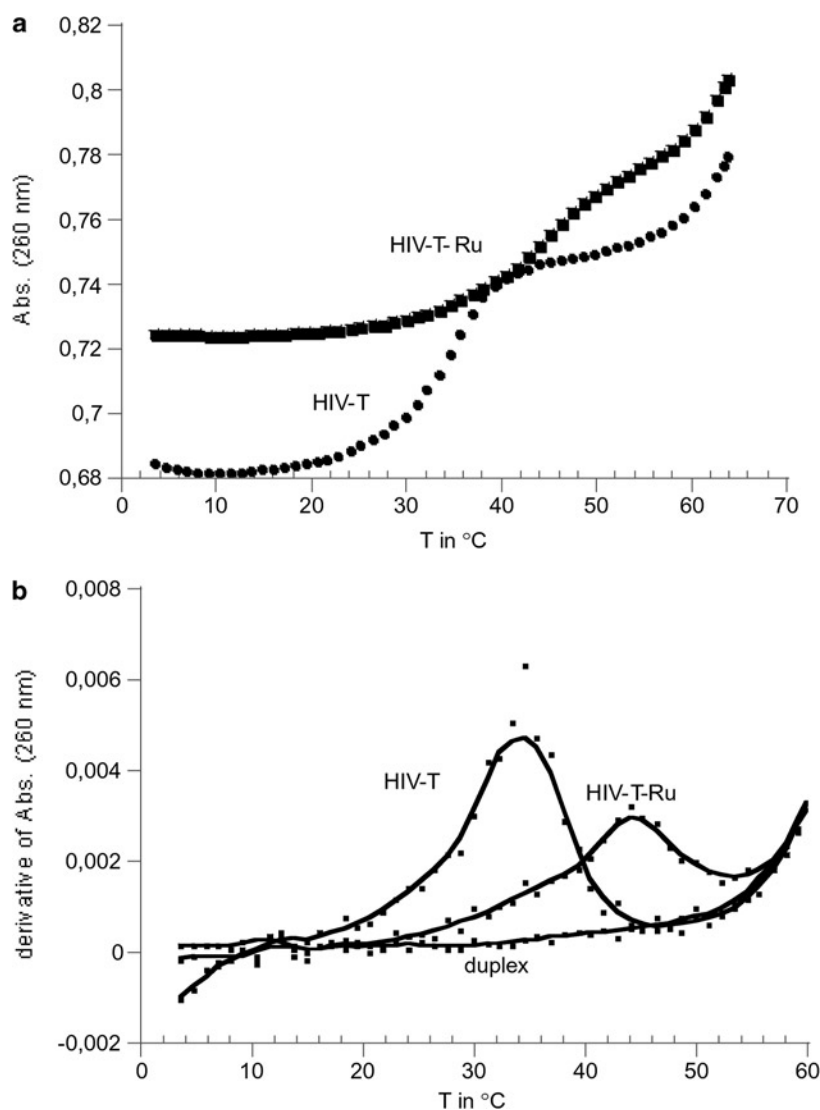 a
0,82
0,8
0,78
0,76
0,74
0,72
0,7
0,68
Abs. (260 nm)
HIV-T-Ru
HIV-T
0 10 20 30 40 50 60 70
T in °C
b
0,008
0,006
0,004
0,002
0
-0,002
derivative of Abs. (260 nm)
HIV-T
HIV-T-Ru
duplex
0 10 20 30 40 50 60
T in °C